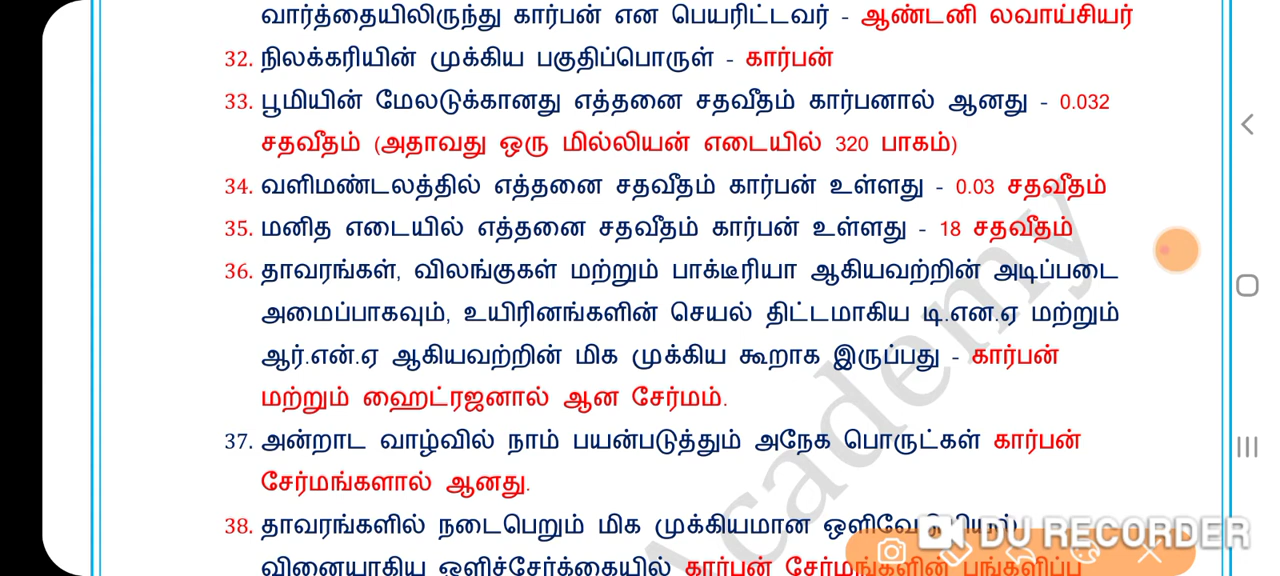 வார்த்தையிலிருந்து கார்பன் என பெயரிட்டவர் - ஆண்டனி லவாய்சியர்
32. நிலக்கரியின் முக்கிய பகுதிப்பொருள் - கார்பன்
33. பூமியின் மேலடுக்கானது எத்தனை சதவீதம் கார்பனால் ஆனது - 0.032
சதவீதம் (அதாவது ஒரு மில்லியன் எடையில் 320 பாகம்)
34. வளிமண்டலத்தில் எத்தனை சதவீதம் கார்பன் உள்ளது - 0.03 சதவீதம்
35. மனித எடையில் எத்தனை சதவீதம் கார்பன் உள்ளது - 18 சதவீதம்
36. தாவரங்கள், விலங்குகள் மற்றும் பாக்டீரியா ஆகியவற்றின் அடிப்படை
அமைப்பாகவும், உயிரினங்களின் செயல் திட்டமாகிய டி.என.ஏ மற்றும்
ஆர்.என்.ஏ ஆகியவற்றின் மிக முக்கிய கூறாக இருப்பது - கார்பன்
மற்றும் ஹைட்ரஜனால் ஆன சேர்மம்.
37. அன்றாட வாழ்வில் நாம் பயன்படுத்தும் அநேக பொருட்கள் கார்பன்
சேர்மங்களால் ஆனது.
38. தாவரங்களில் நடைபெறும் மிக முக்கியமான
வினையாகிய ஒளிச்சேர்க்கையில் கார்பன் சேர்மங்களின்
Academy
DU RECORDER